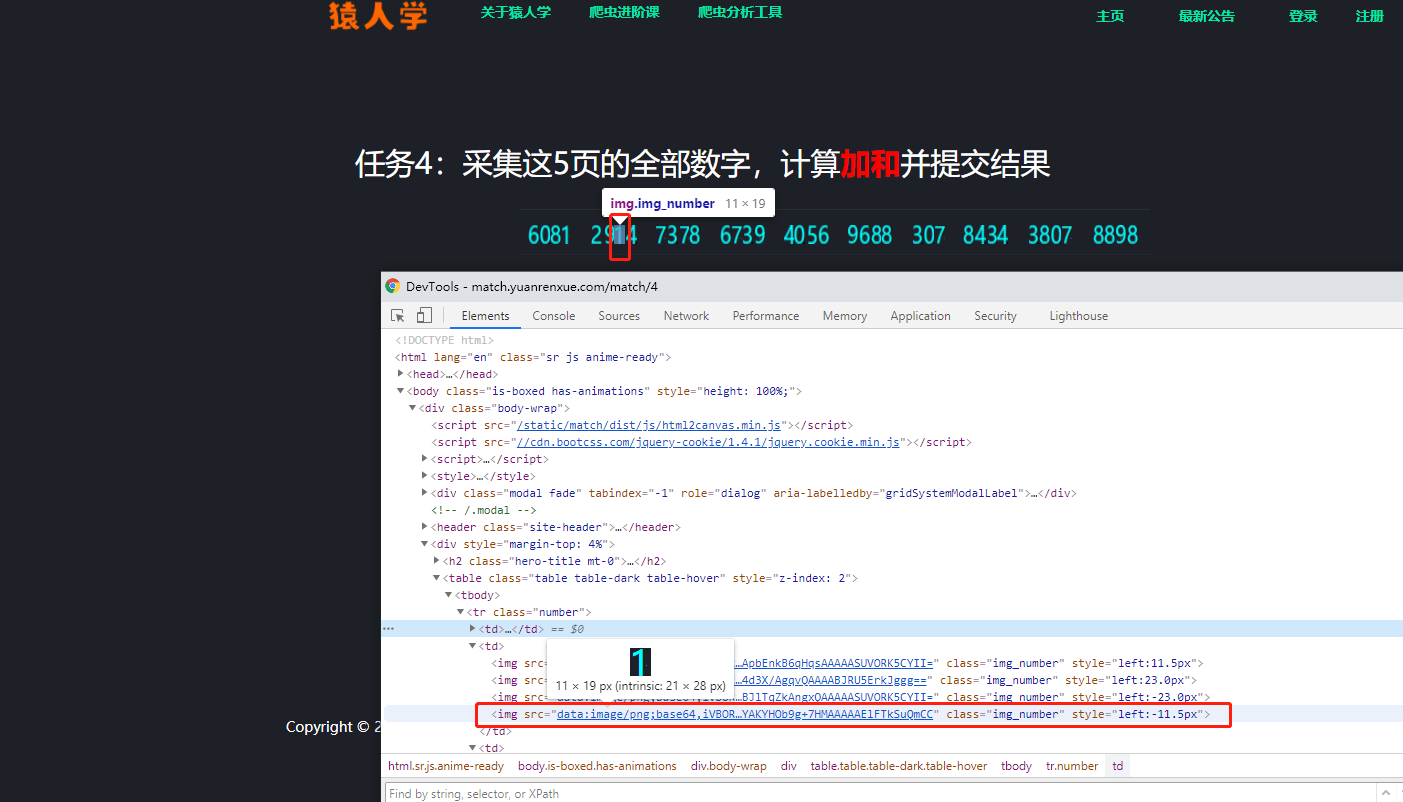 猿人学 关于猿人学 爬虫进阶课 爬虫分析工具 主页 最新公告 登录 注册
任务4：采集这5页的全部数字，计算加和并提交结果
img.img_number 11 × 19
6081 2914 7378 6739 4056 9688 307 8434 3807 8898
DevTools - match.yuanrenxue.com/match/4
Elements Console Sources Network Performance Memory Application Security Lighthouse
<!DOCTYPE html>
<html lang="en" class="sr js anime-ready">
<head>…</head>
<body class="is-boxed has-animations" style="height: 100%;">
<div class="body-wrap">
<script src="/static/match/dist/js/html2canvas.min.js"></script>
<script src="//cdn.bootcss.com/jquery-cookie/1.4.1/jquery.cookie.min.js"></script>
<script>…</script>
<style>…</style>
<div class="modal fade" tabindex="-1" role="dialog" aria-labelledby="gridSystemModalLabel">…</div>
<!-- /.modal -->
<header class="site-header">…</header>
<div style="margin-top: 4%">
<h2 class="hero-title mt-0">…</h2>
<table class="table table-dark table-hover" style="z-index: 2">
<tbody>
<tr class="number">
<td>…</td> == $0
<td>
1
11 × 19 px (intrinsic: 21 × 28 px)
<img src= …ApbEnkB6qHqsAAAAASUVORK5CYII=" class="img_number" style="left:11.5px">
<img src= …4d3X/AgqvQAAAABJRU5ErkJggg==" class="img_number" style="left:23.0px">
<img src= …BJlTqZkAngxQAAAAASUVORK5CYII=" class="img_number" style="left:-23.0px">
<img src="data:image/png;base64,iVBOR…YAKYHOb9g+7HMAAAAAElFTkSuQmCC" class="img_number" style="left:-11.5px">
</td>
<td>
Copyright © 2
html.sr.js.anime-ready body.is-boxed.has-animations div.body-wrap div table.table.table-dark.table-hover tbody tr.number td
Find by string, selector, or XPath